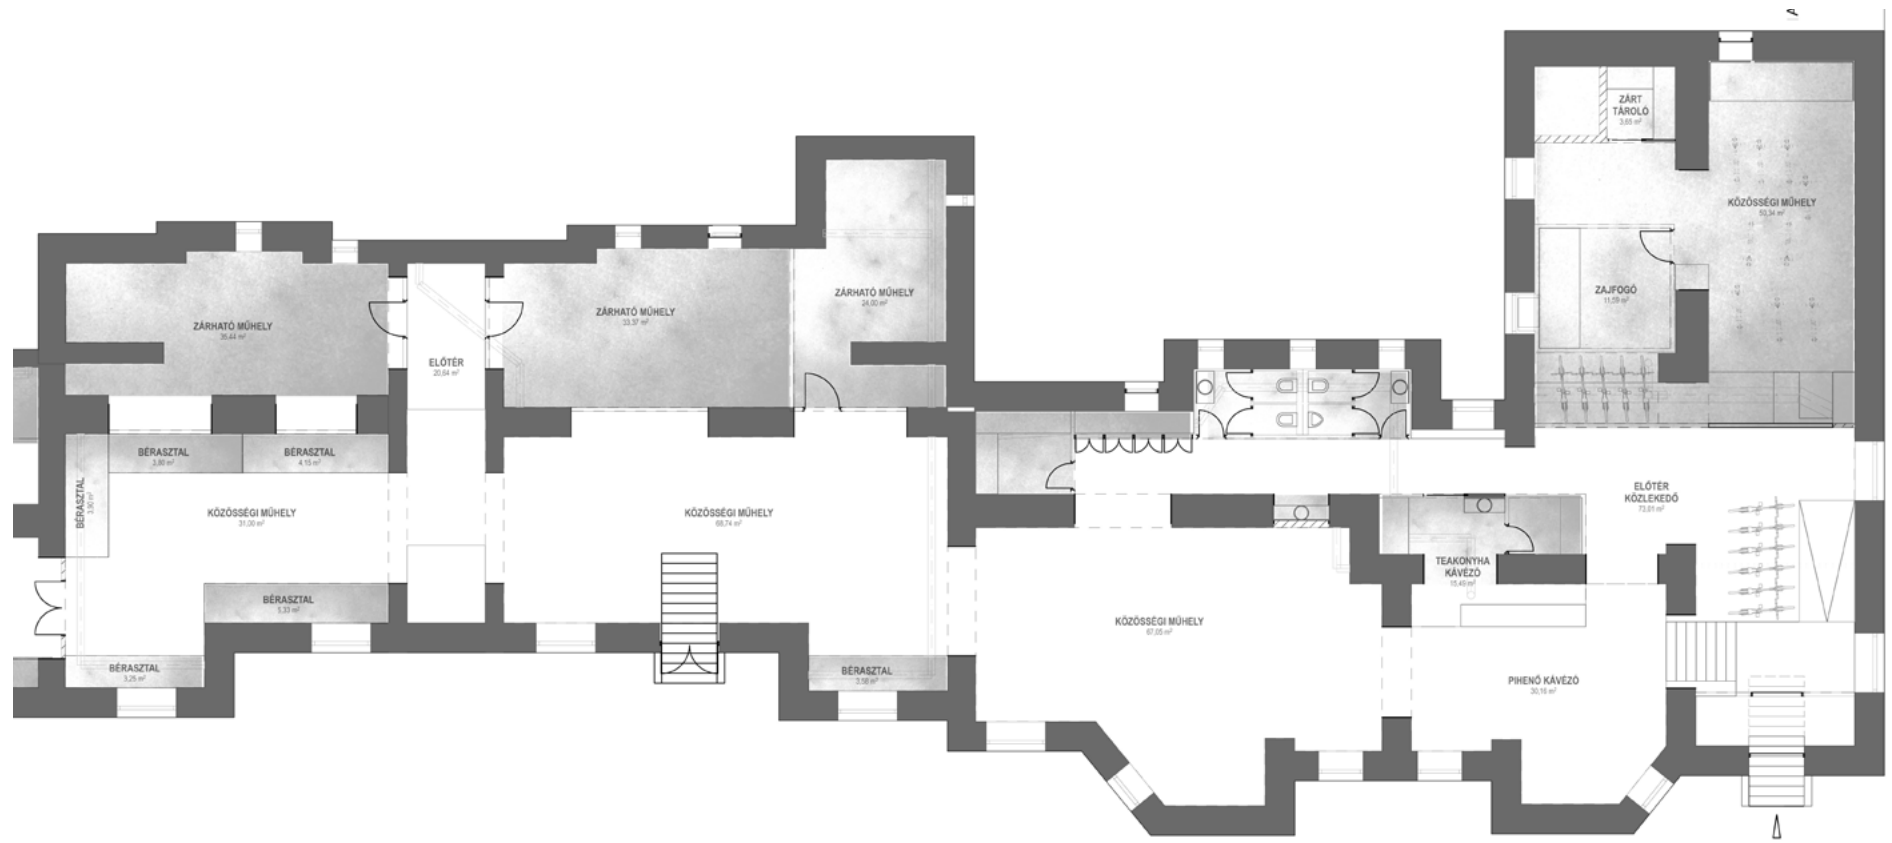 A
ZÁRT
TÁROLÓ
3,65 m²
KÖZÖSSÉGI MŰHELY
50,34 m²
ZAJFOGÓ
11,59 m²
ZÁRHATÓ MŰHELY
24,00 m²
ZÁRHATÓ MŰHELY
33,37 m²
ZÁRHATÓ MŰHELY
35,44 m²
ELŐTÉR
20,64 m²
BÉRASZTAL
3,80 m²
BÉRASZTAL
4,15 m²
BÉRASZTAL
3,90 m²
KÖZÖSSÉGI MŰHELY
31,00 m²
KÖZÖSSÉGI MŰHELY
68,74 m²
ELŐTÉR
KÖZLEKEDŐ
73,81 m²
TEAKONYHA
KÁVÉZÓ
15,49 m²
BÉRASZTAL
5,33 m²
KÖZÖSSÉGI MŰHELY
67,05 m²
BÉRASZTAL
3,25 m²
BÉRASZTAL
3,58 m²
PIHENŐ KÁVÉZÓ
30,16 m²